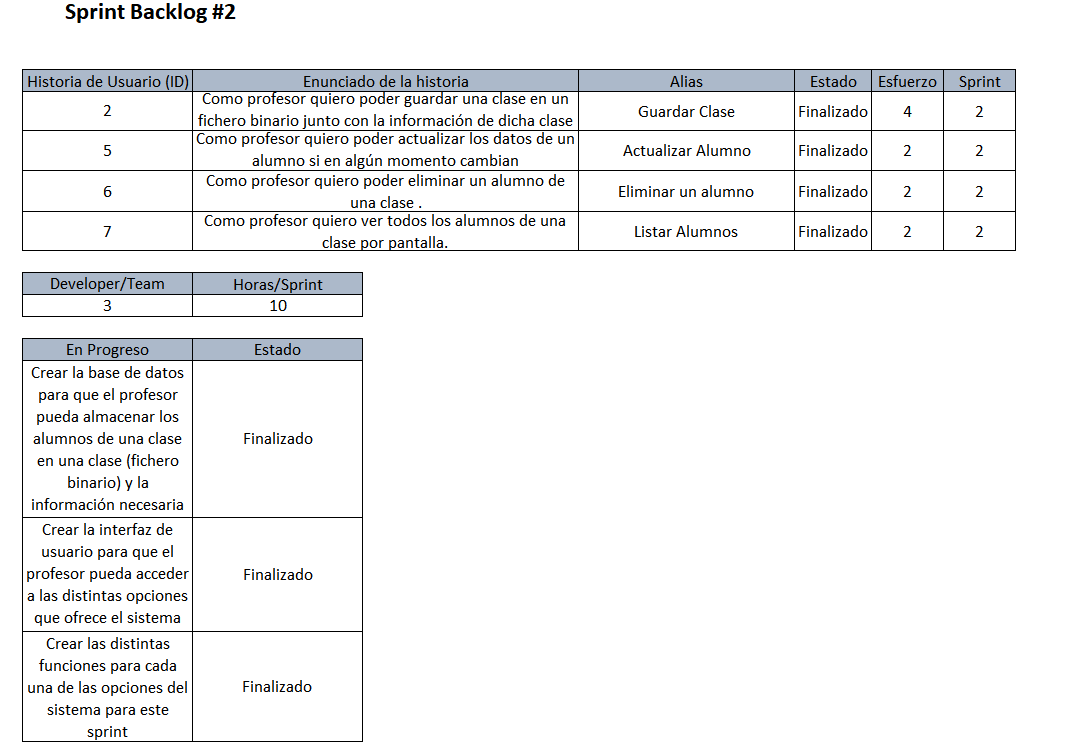 Sprint Backlog #2
Historia de Usuario (ID) Enunciado de la historia Alias Estado Esfuerzo Sprint
2 Como profesor quiero poder guardar una clase en un
fichero binario junto con la información de dicha clase Guardar Clase Finalizado 4 2
5 Como profesor quiero poder actualizar los datos de un
alumno si en algún momento cambian Actualizar Alumno Finalizado 2 2
6 Como profesor quiero poder eliminar un alumno de
una clase . Eliminar un alumno Finalizado 2 2
7 Como profesor quiero ver todos los alumnos de una
clase por pantalla. Listar Alumnos Finalizado 2 2
Developer/Team Horas/Sprint
3 10
En Progreso Estado
Crear la base de datos
para que el profesor
pueda almacenar los
alumnos de una clase Finalizado
en una clase (fichero
binario) y la
información necesaria
Crear la interfaz de
usuario para que el
profesor pueda acceder Finalizado
a las distintas opciones
que ofrece el sistema
Crear las distintas
funciones para cada
una de las opciones del Finalizado
sistema para este
sprint